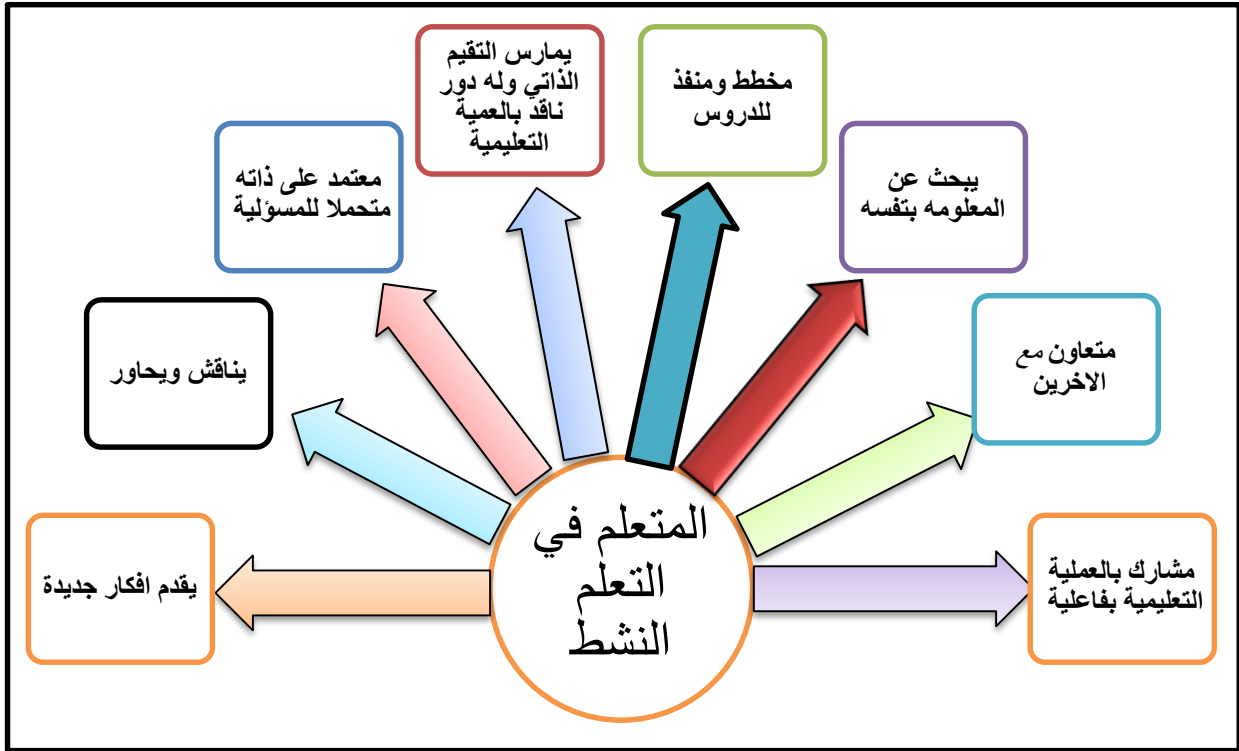 يمارس التقيم
الذاتي وله دور
ناقد بالعمية
التعليمية
مخطط ومنفذ
للدروس
معتمد على ذاته
متحملا للمسؤلية
يبحث عن
المعلومه بتفسه
يناقش ويحاور
متعاون مع
الاخرين
يقدم افكار جديدة
المتعلم في
التعلم
النشط
مشارك بالعملية
التعليمية بفاعلية